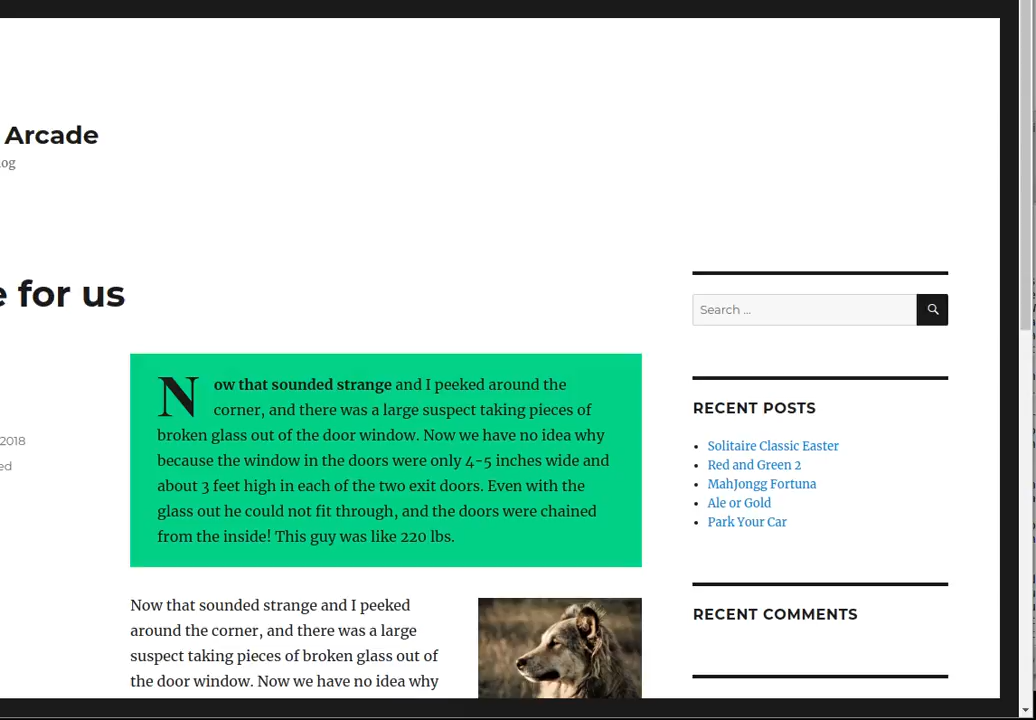 Arcade
for us
2018
Now that sounded strange and I peeked around the
corner, and there was a large suspect taking pieces of
broken glass out of the door window. Now we have no idea why
because the window in the doors were only 4-5 inches wide and
about 3 feet high in each of the two exit doors. Even with the
glass out he could not fit through, and the doors were chained
from the inside! This guy was like 220 lbs.
Now that sounded strange and I peeked
around the corner, and there was a large
suspect taking pieces of broken glass out of
the door window. Now we have no idea why
Search ...
RECENT POSTS
Solitaire Classic Easter
Red and Green 2
MahJongg Fortuna
Ale or Gold
Park Your Car
RECENT COMMENTS